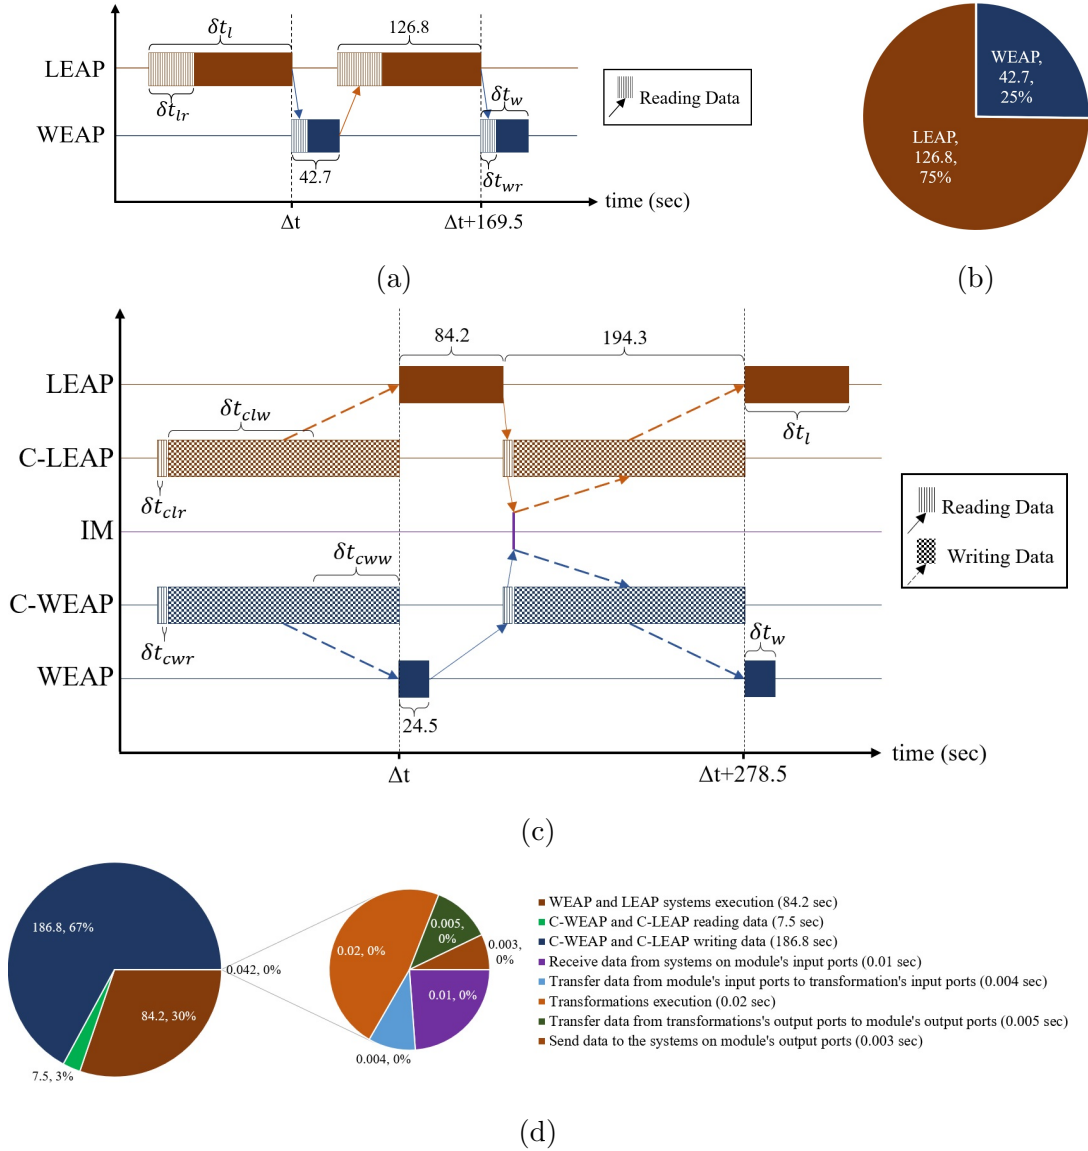 δt_l
126.8
LEAP
δt_lr
Reading Data
δt_w
WEAP
42.7
δt_wr
time (sec)
Δt
Δt+169.5
(a)
WEAP,
42.7,
25%
LEAP,
126.8,
75%
(b)
84.2
194.3
LEAP
δt_clw
δt_l
C-LEAP
δt_clr
IM
Reading Data
Writing Data
δt_cww
C-WEAP
δt_cwr
δt_w
WEAP
24.5
time (sec)
Δt
Δt+278.5
(c)
186.8, 67%
0.042, 0%
84.2, 30%
7.5, 3%
0.005,
0%
0.003,
0%
0.02, 0%
0.01, 0%
0.004, 0%
WEAP and LEAP systems execution (84.2 sec)
C-WEAP and C-LEAP reading data (7.5 sec)
C-WEAP and C-LEAP writing data (186.8 sec)
Receive data from systems on module's input ports (0.01 sec)
Transfer data from module's input ports to transformation's input ports (0.004 sec)
Transformations execution (0.02 sec)
Transfer data from transformations's output ports to module's output ports (0.005 sec)
Send data to the systems on module's output ports (0.003 sec)
(d)